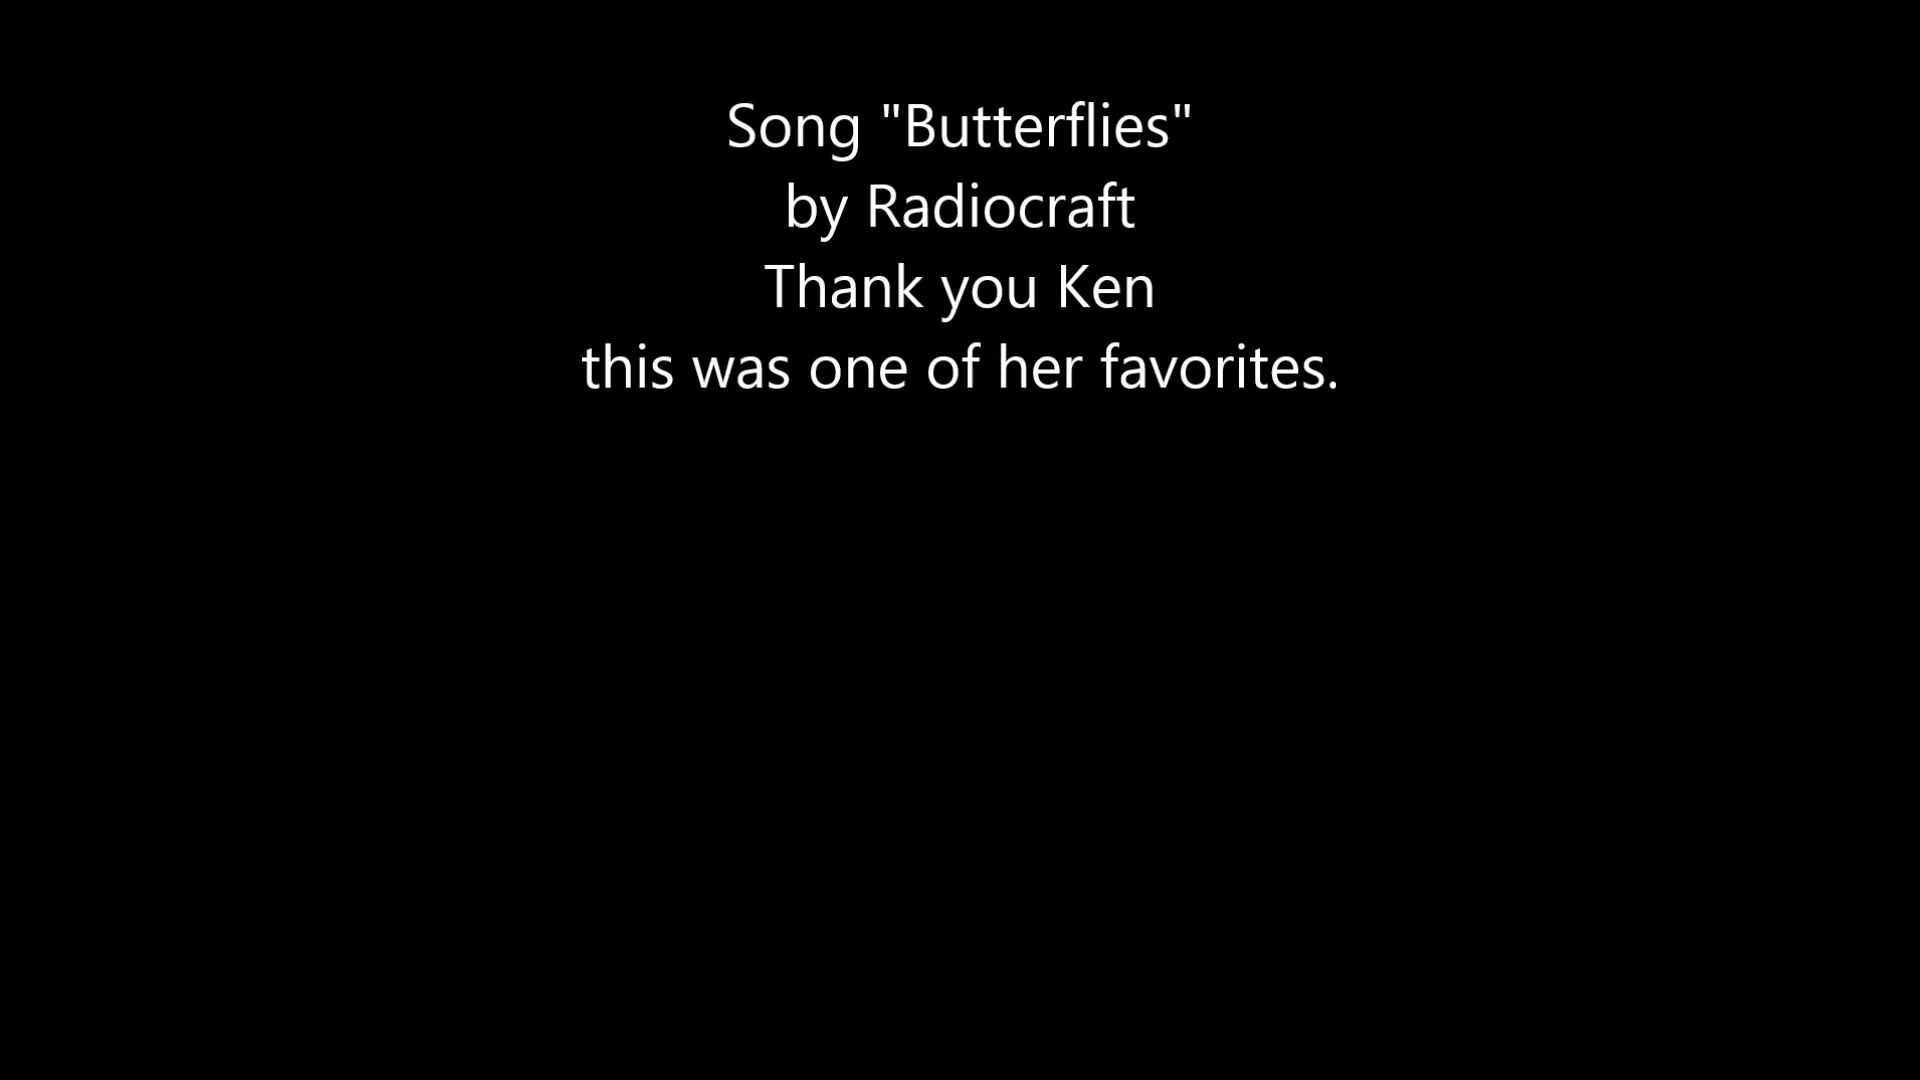 Song "Butterflies"
by Radiocraft
Thank you Ken
this was one of her favorites.